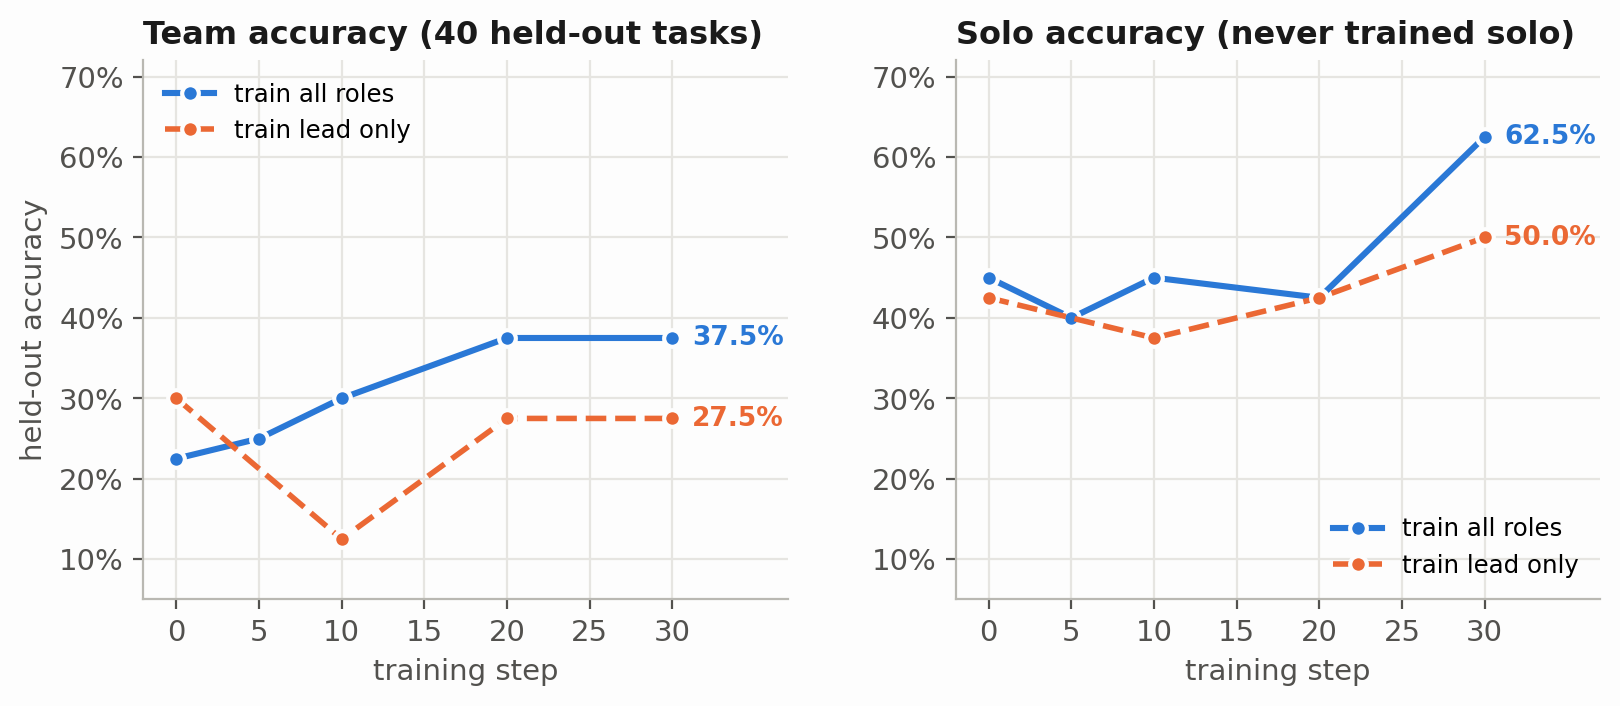 Team accuracy (40 held-out tasks)
70%
60%
50%
40%
30%
20%
10%
held-out accuracy
train all roles
train lead only
37.5%
27.5%
0 5 10 15 20 25 30
training step
Solo accuracy (never trained solo)
70%
60%
50%
40%
30%
20%
10%
62.5%
50.0%
train all roles
train lead only
0 5 10 15 20 25 30
training step